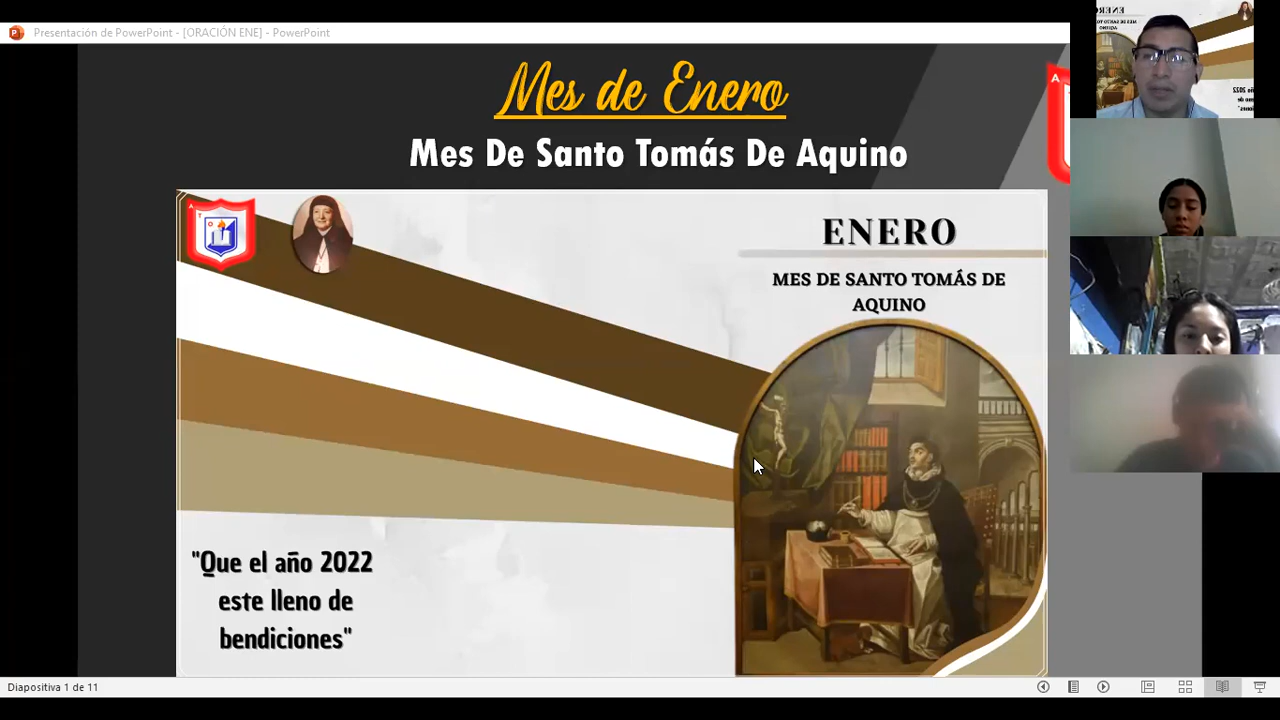 Presentación de PowerPoint - [ORACIÓN ENE] - PowerPoint
Mes de Enero
Mes De Santo Tomás De Aquino
A
A
T
O
ENERO
MES DE SANTO TOMÁS DE
AQUINO
"Que el año 2022
este lleno de
bendiciones"
Diapositiva 1 de 11